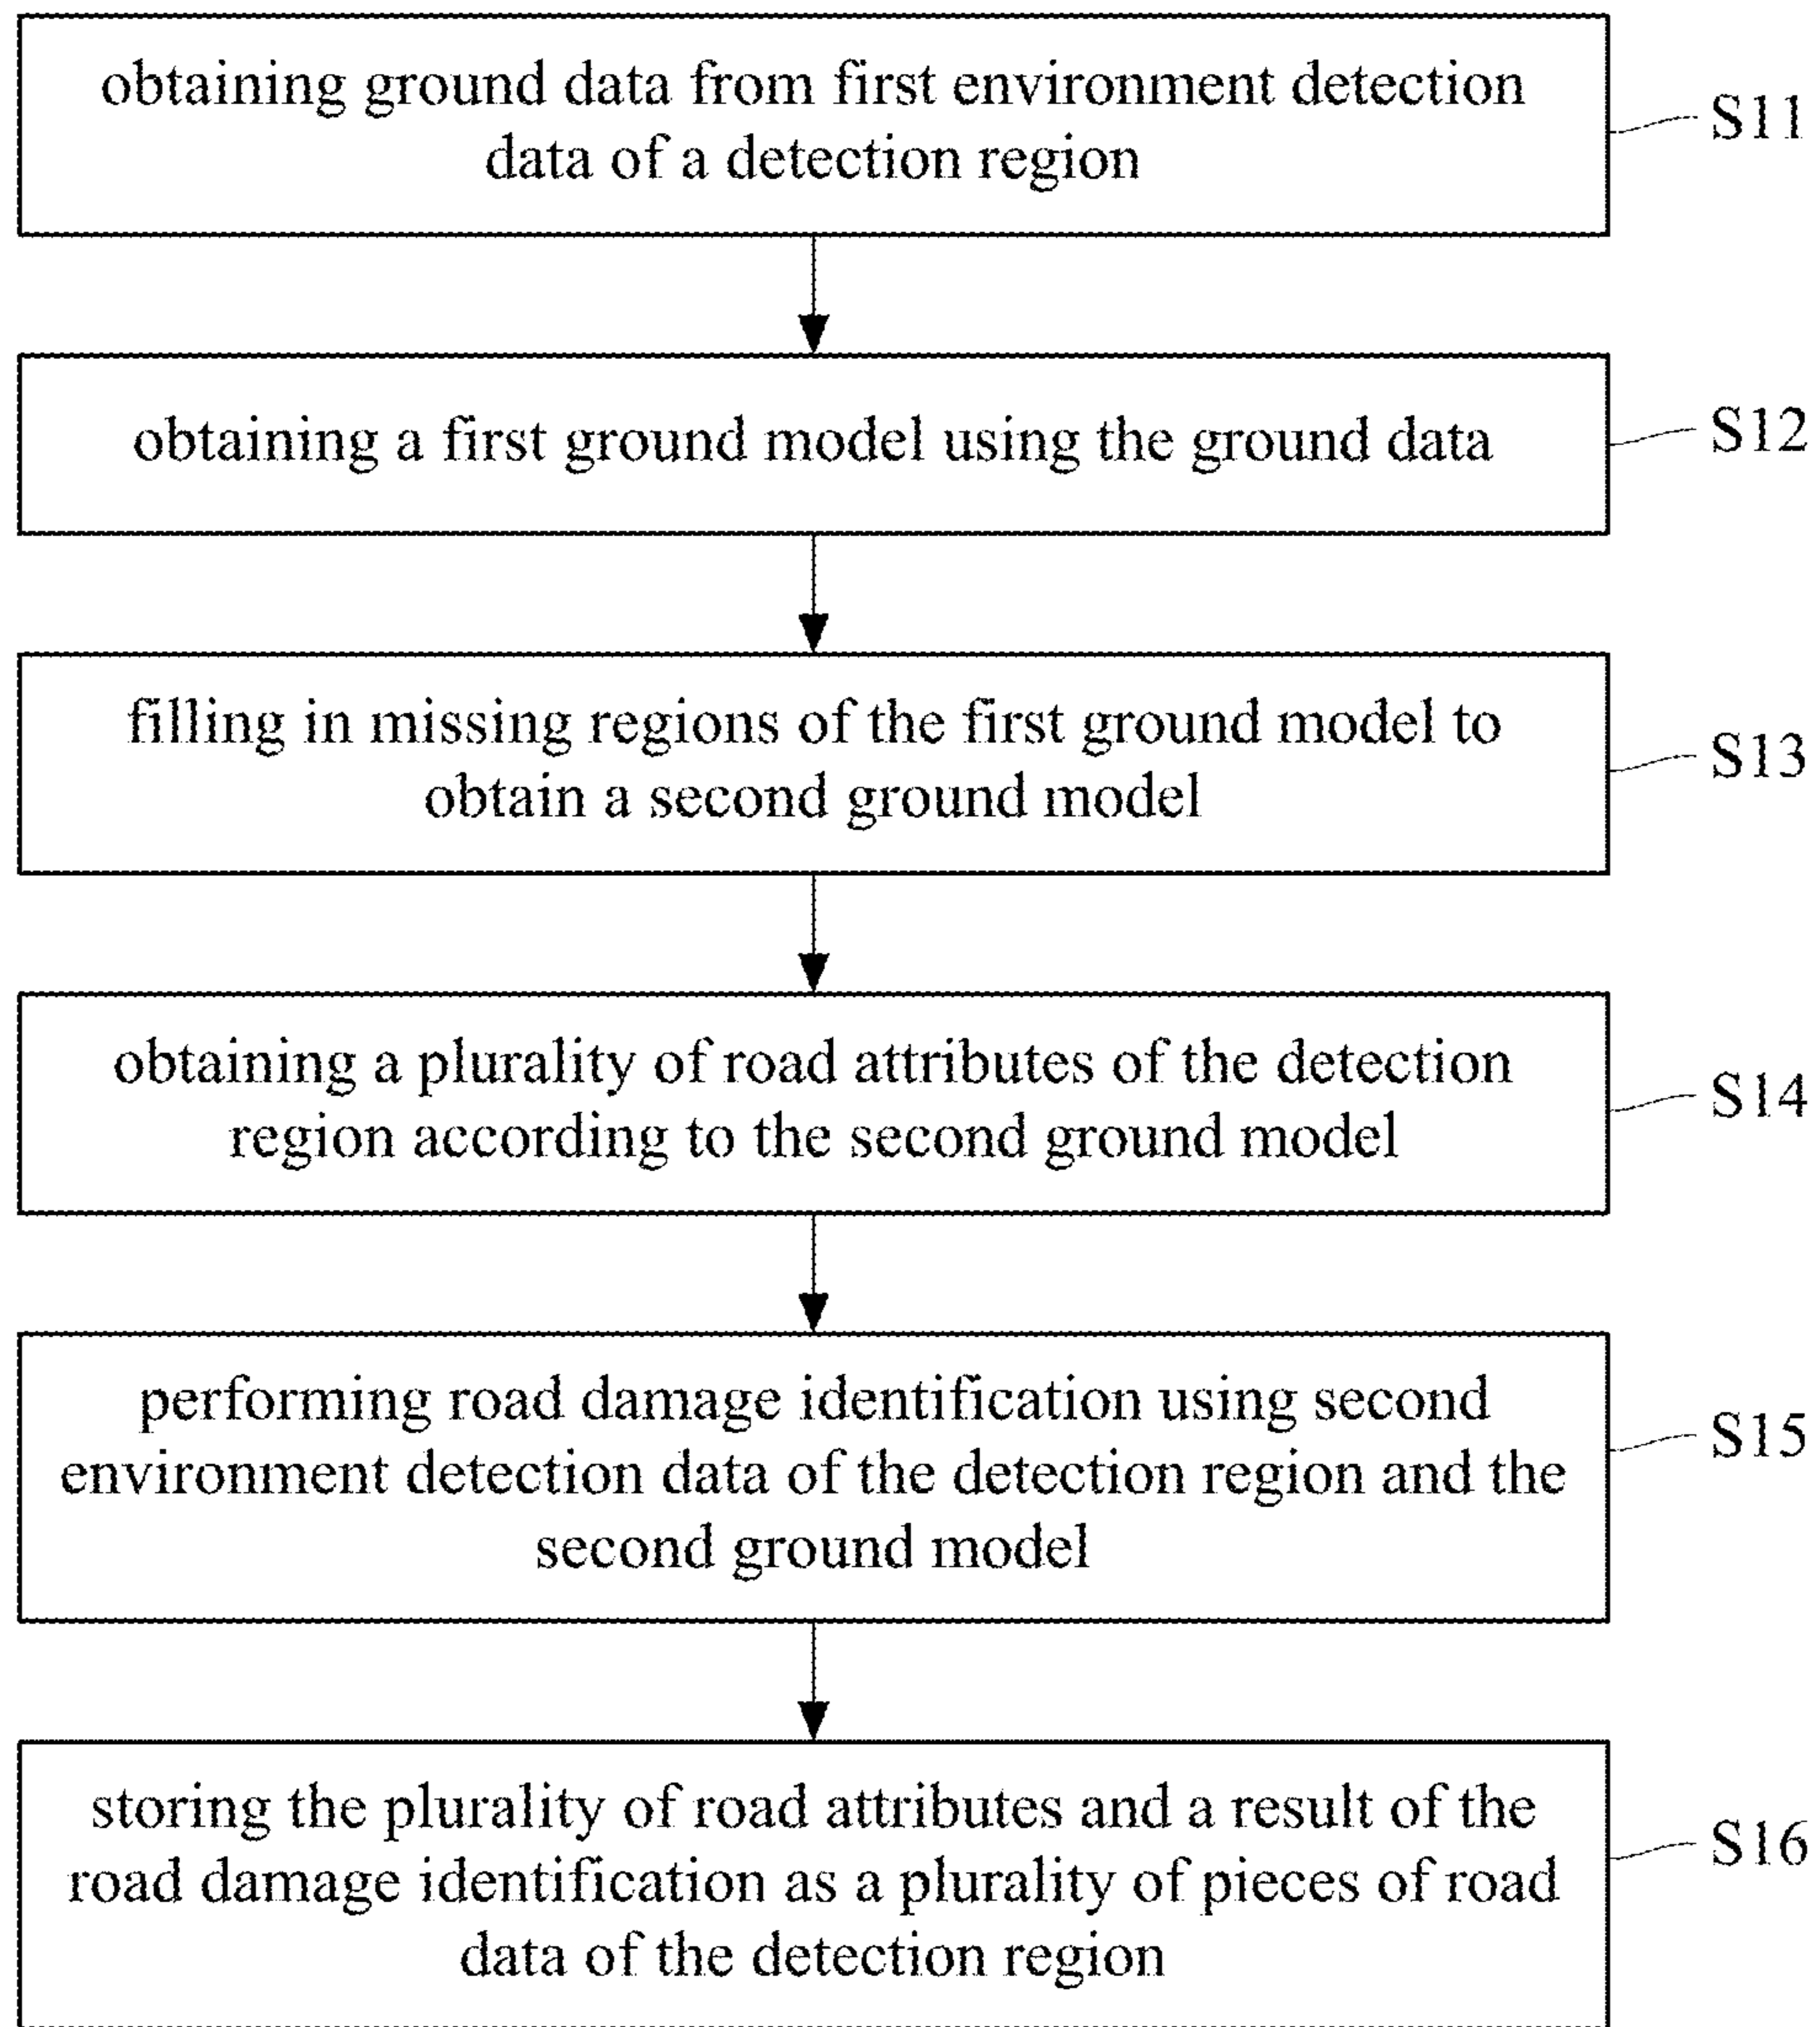 obtaining ground data from first environment detection
data of a detection region
S11
obtaining a first ground model using the ground data
S12
filling in missing regions of the first ground model to
obtain a second ground model
S13
obtaining a plurality of road attributes of the detection
region according to the second ground model
S14
performing road damage identification using second
environment detection data of the detection region and the
second ground model
S15
storing the plurality of road attributes and a result of the
road damage identification as a plurality of pieces of road
data of the detection region
S16